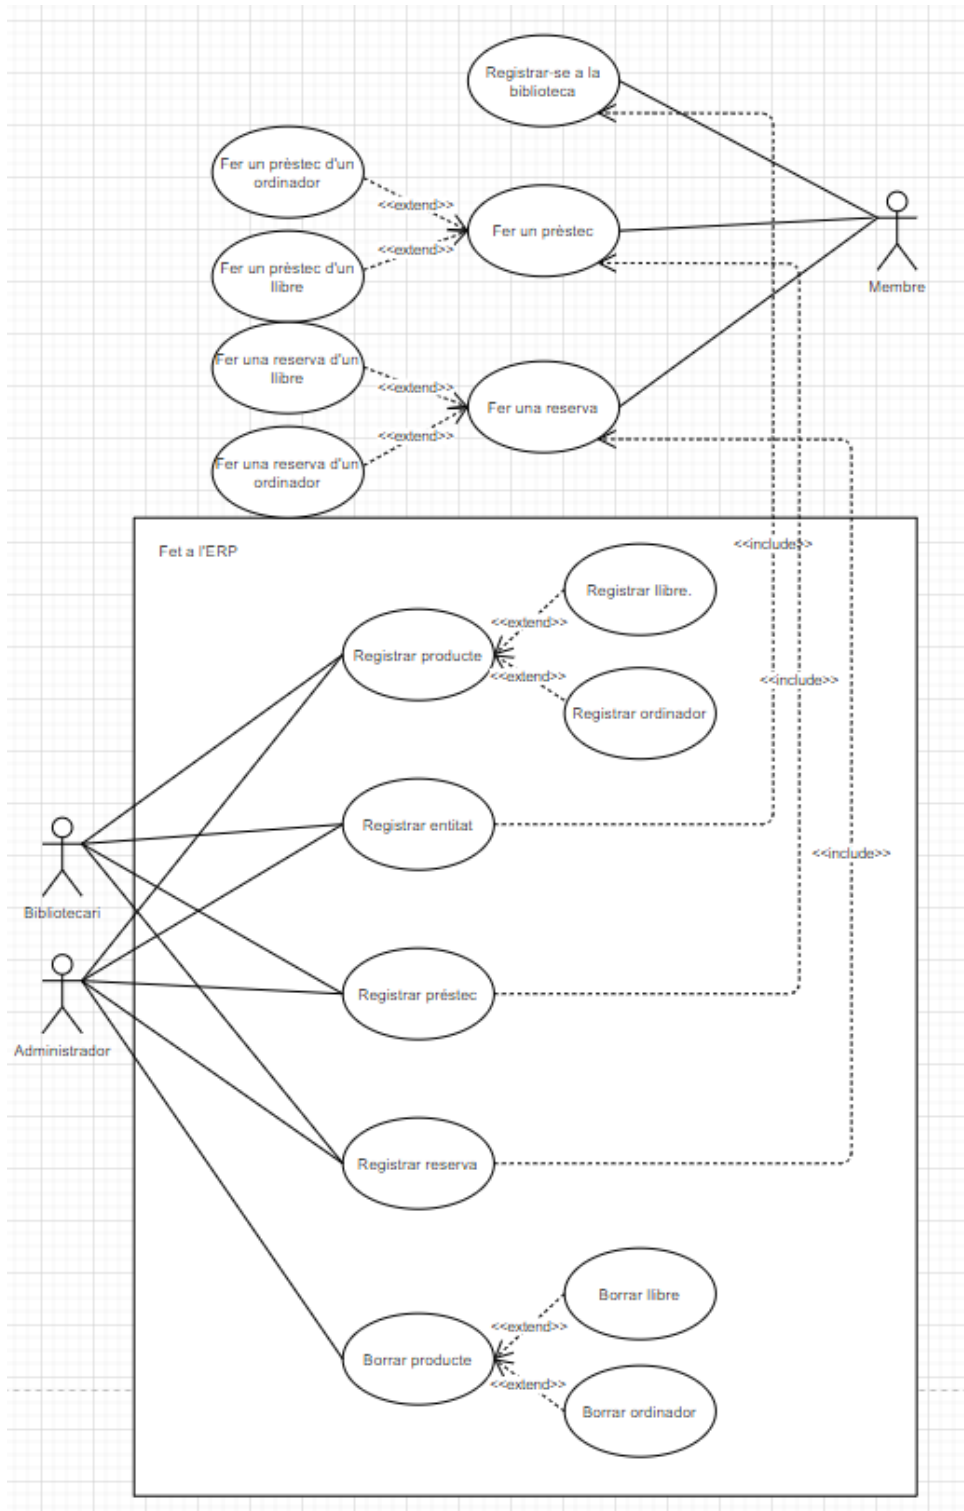 Registrar-se a la
biblioteca
Fer un prèstec d'un
ordinador
<<extend>>
Fer un prèstec
<<extend>>
Fer un prèstec d'un
llibre
Membre
Fer una reserva d'un
llibre
<<extend>>
Fer una reserva
<<extend>>
Fer una reserva d'un
ordinador
Fet a l'ERP
<<include>>
Registrar llibre.
<<extend>>
Registrar producte
<<extend>>
<<include>>
Registrar ordinador
Registrar entitat
<<include>>
Bibliotecari
Registrar préstec
Administrador
Registrar reserva
Borrar llibre
<<extend>>
Borrar producte
<<extend>>
Borrar ordinador